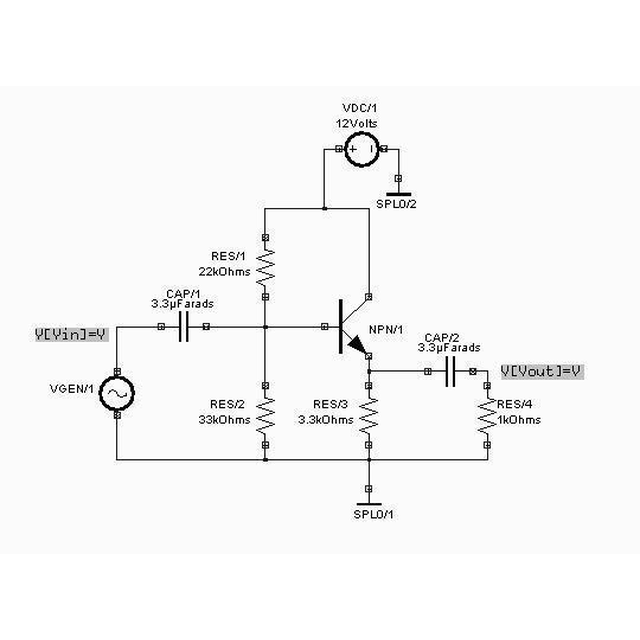 VDC/1
12Volts
SPL0/2
RES/1
22kOhms
CAP/1
3.3µFarads
V[Vin]=V
NPN/1
CAP/2
3.3µFarads
V[Vout]=V
VGEN/1
RES/2
33kOhms
RES/3
3.3kOhms
RES/4
1kOhms
SPL0/1